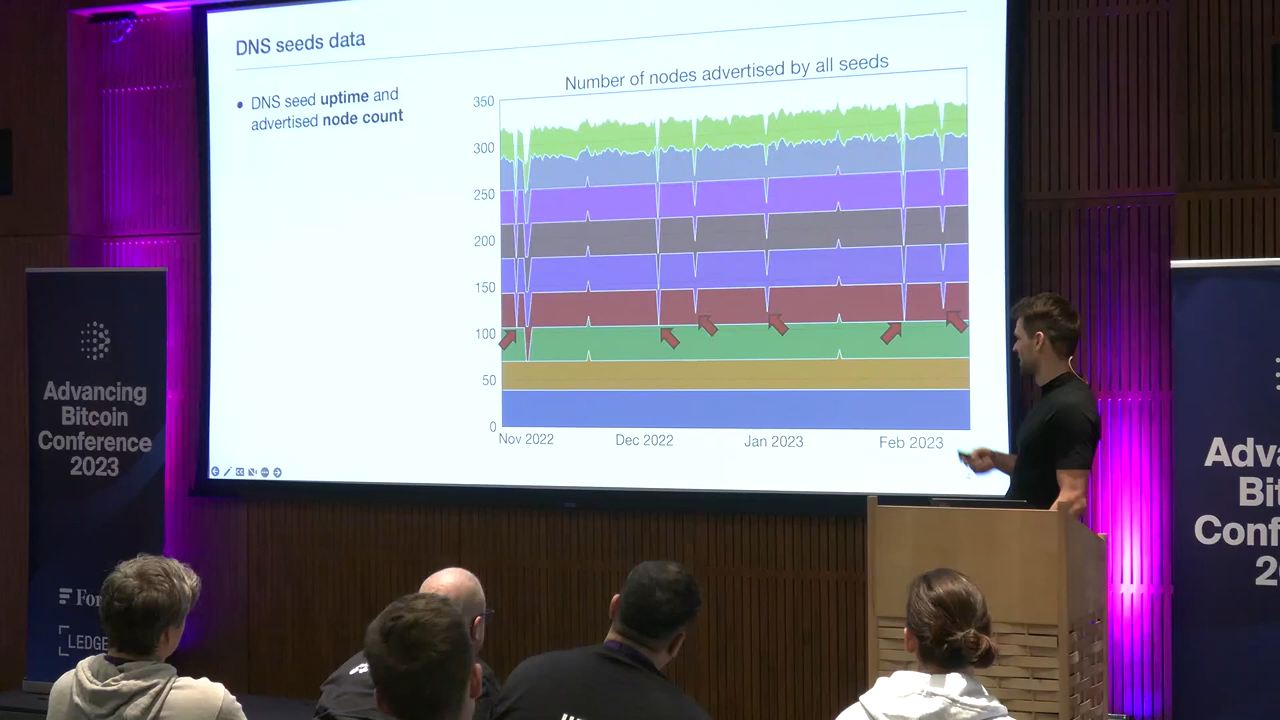 DNS seeds data
• DNS seed uptime and
advertised node count
Number of nodes advertised by all seeds
350
300
250
200
150
100
50
0
Nov 2022
Dec 2022
Jan 2023
Feb 2023
Advancing
Bitcoin
Conference
2023
LEDGE
Adva
Bit
Conf
20